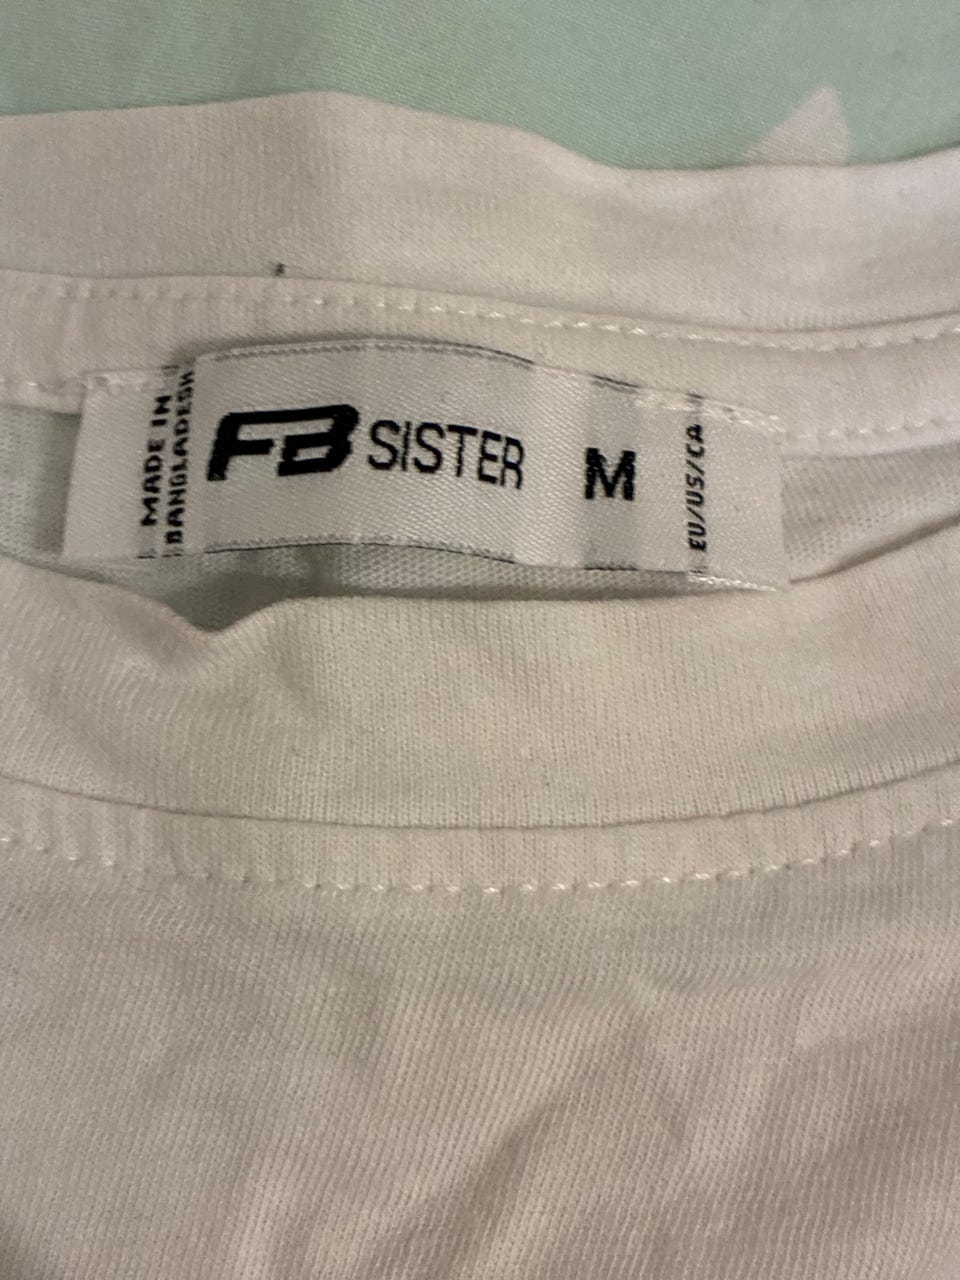 MADE IN
BANGLADESH
FB SISTER
M
EU/US/CA